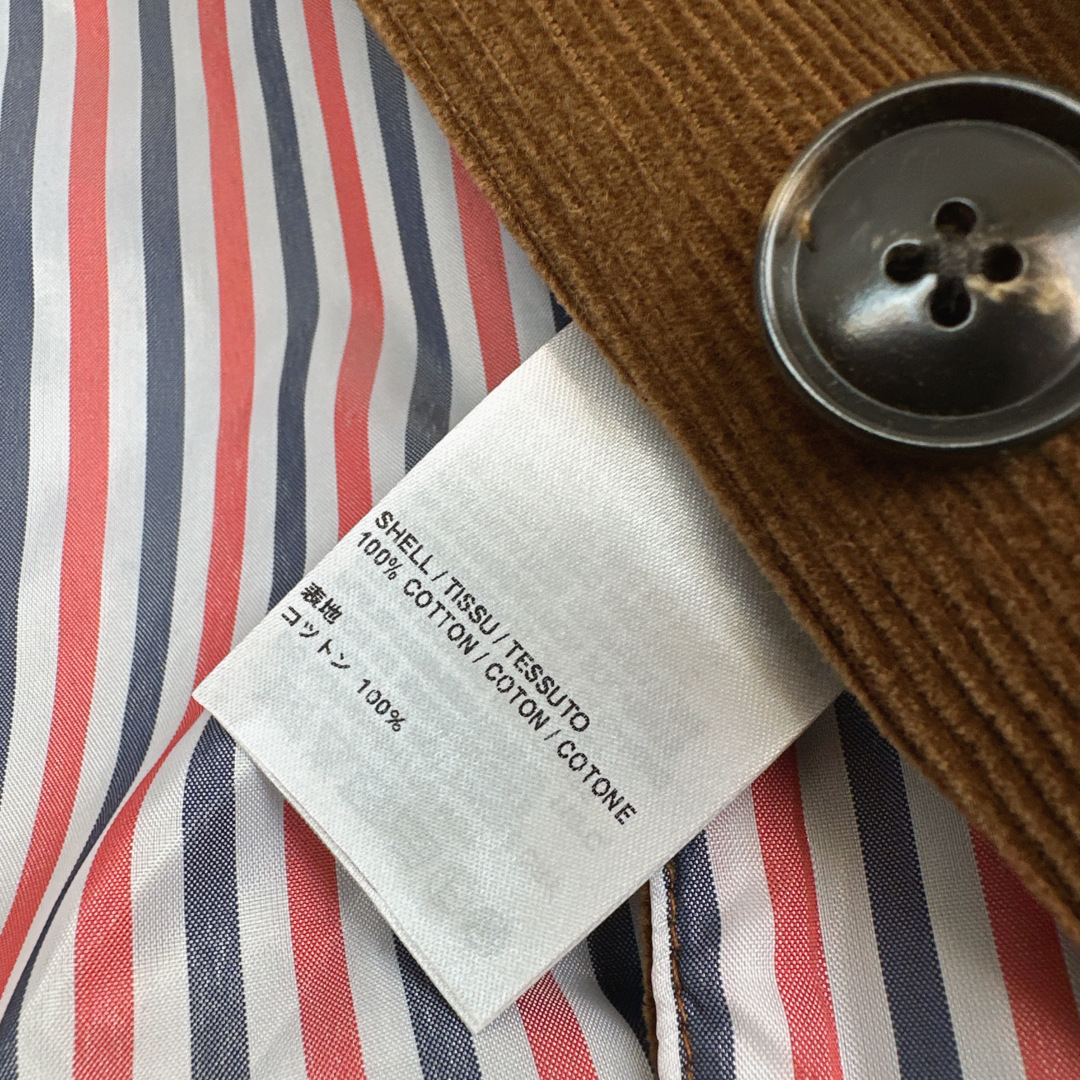 SHELL / TISSU / TESSUTO
100% COTTON / COTON / COTONE
表地
コットン 100%